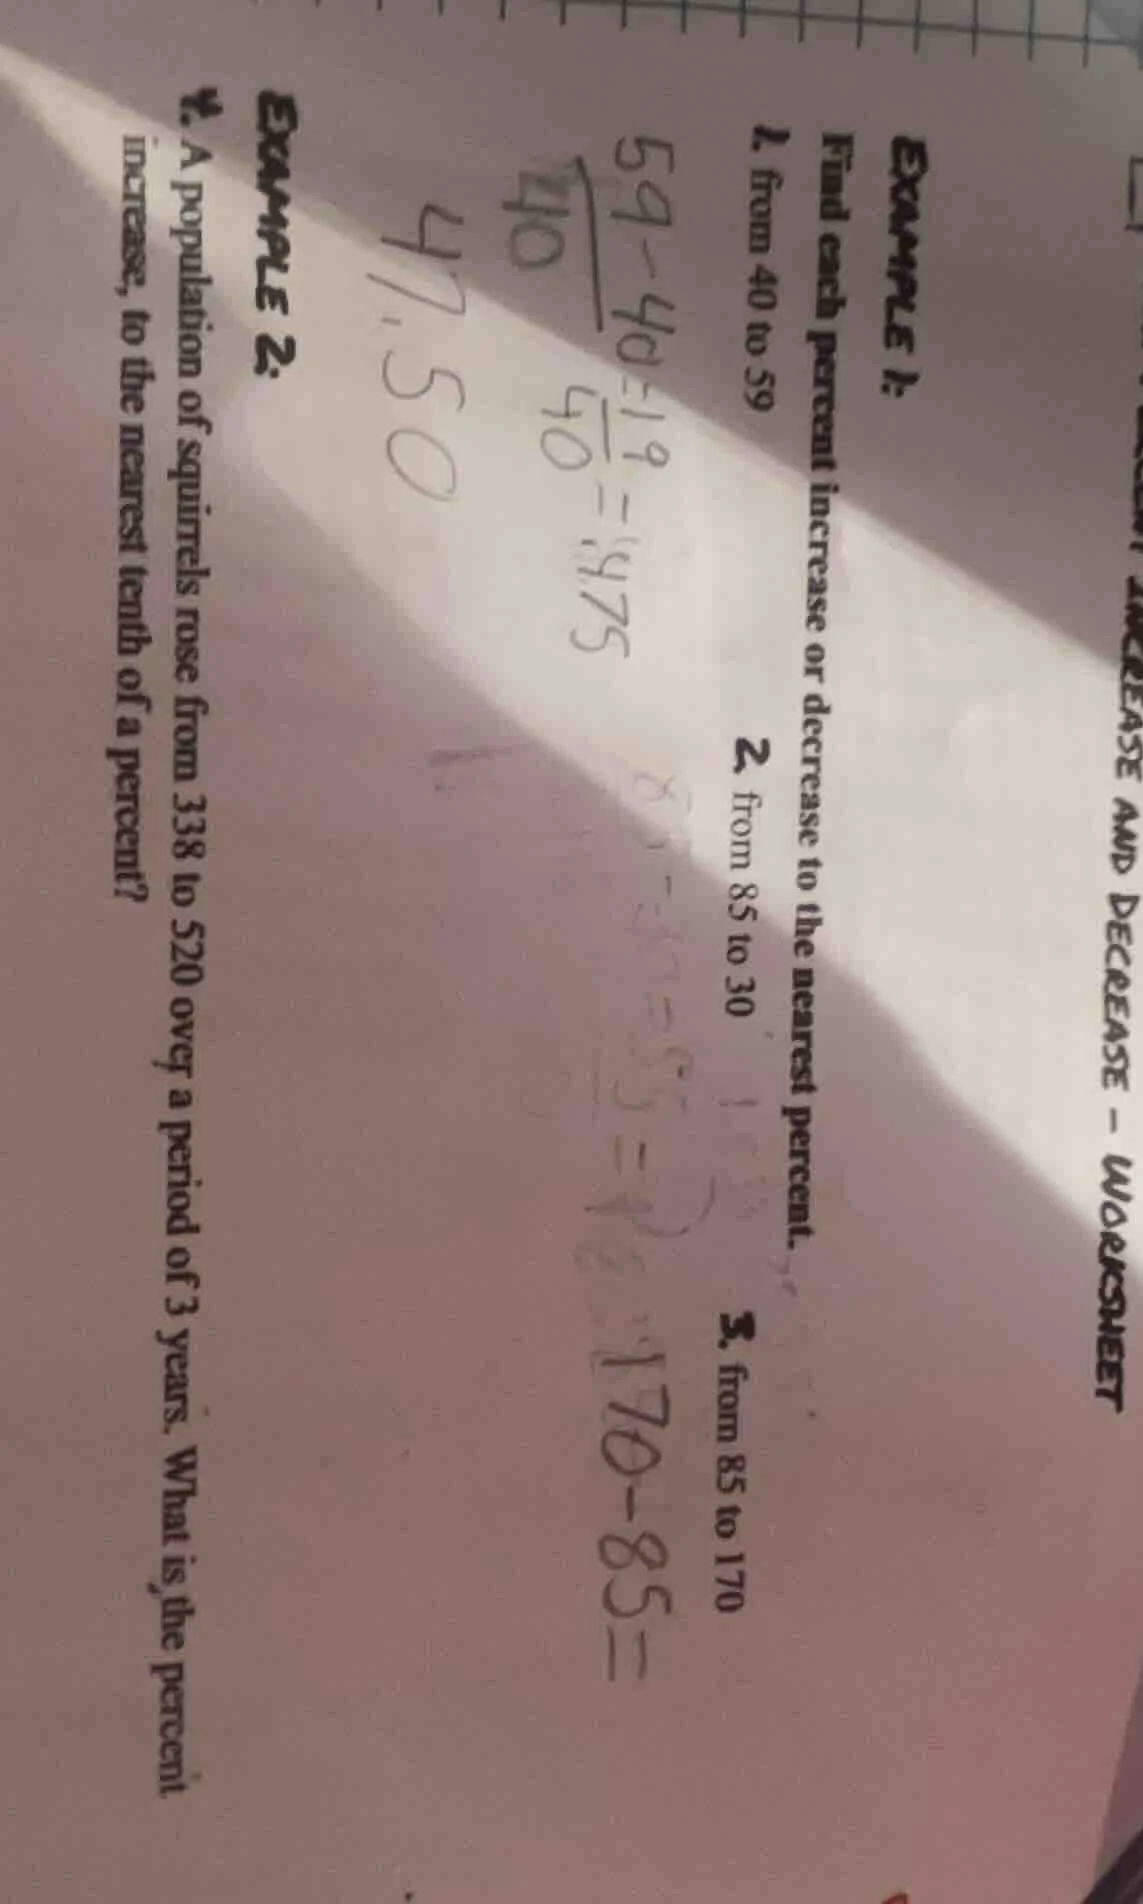 INCREASE AND DECREASE - WORKSHEET
EXAMPLE 1:
Find each percent increase or decrease to the nearest percent.
1. from 40 to 59
2. from 85 to 30
3. from 85 to 170
59-40=19
40
40
=.475
47.50
170-85=
EXAMPLE 2:
4. A population of squirrels rose from 338 to 520 over a period of 3 years. What is the percent
increase, to the nearest tenth of a percent?